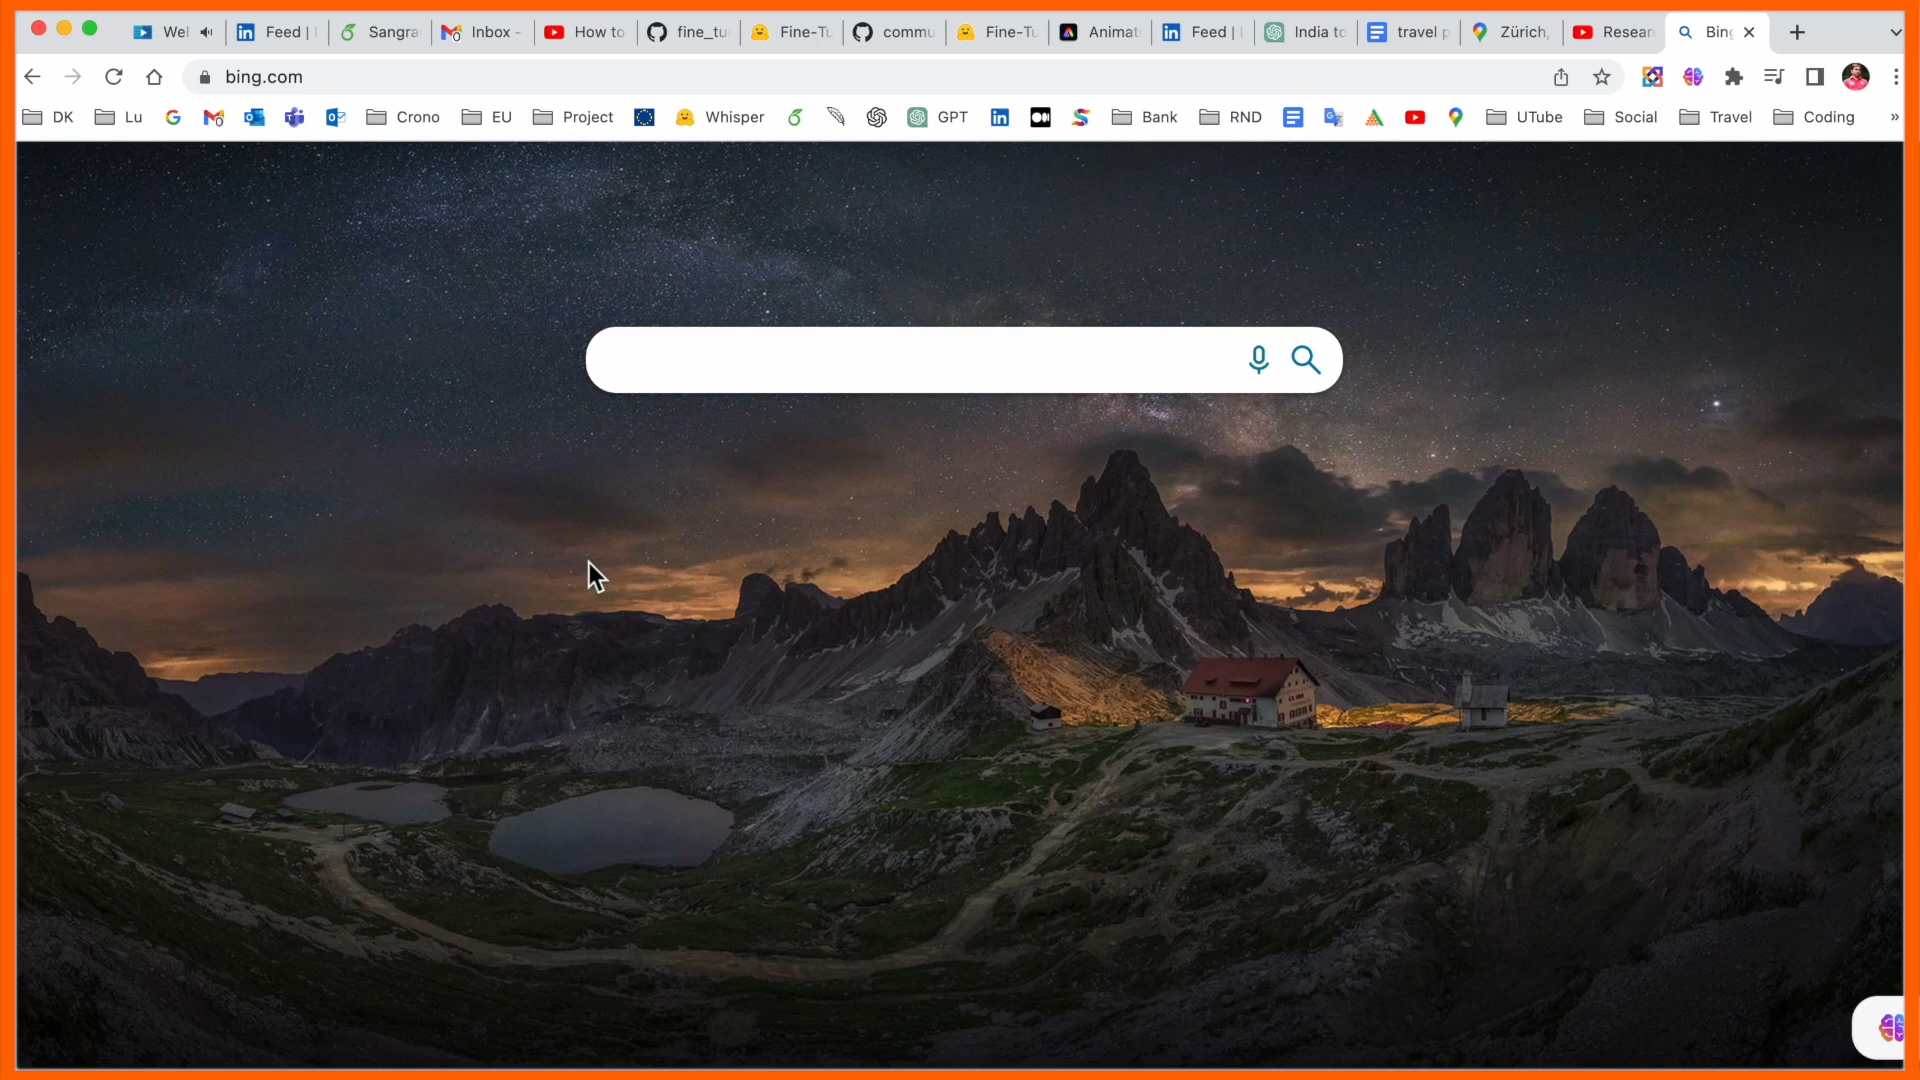 Wel Feed | Sangra Inbox - How to fine_tu Fine-Tu commu Fine-Tu Animat Feed | India to travel p Zürich, Resear Bing
bing.com
DK Lu Crono EU Project Whisper GPT Bank RND UTube Social Travel Coding »